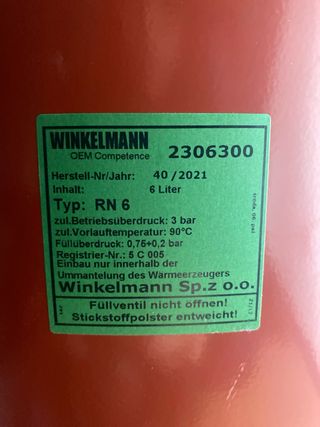 WINKELMANN
OEM Competence
2306300
Herstell-Nr/Jahr: 40/2021
Inhalt: 6 Liter
Typ: RN 6
zul.Betriebsüberdruck: 3 bar
zul.Vorlauftemperatur: 90°C
Füllüberdruck: 0,75+0,2 bar
Registrier-Nr.: 5 C 005
Einbau nur innerhalb der
Ummantelung des Wärmeerzeugers
Winkelmann Sp.z o.o.
Füllventil nicht öffnen!
Stickstoffpolster entweicht!